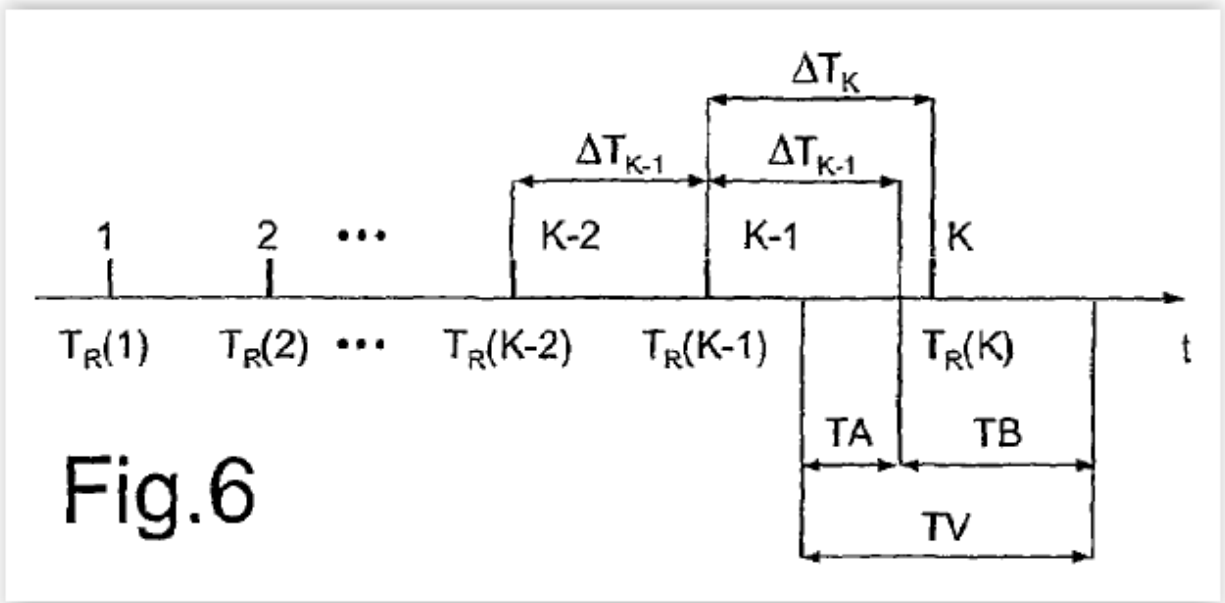 ΔT_K
ΔT_K-1 ΔT_K-1
1 2 ••• K-2 K-1 K
T_R(1) T_R(2) ••• T_R(K-2) T_R(K-1) T_R(K) t
TA TB
Fig.6
TV